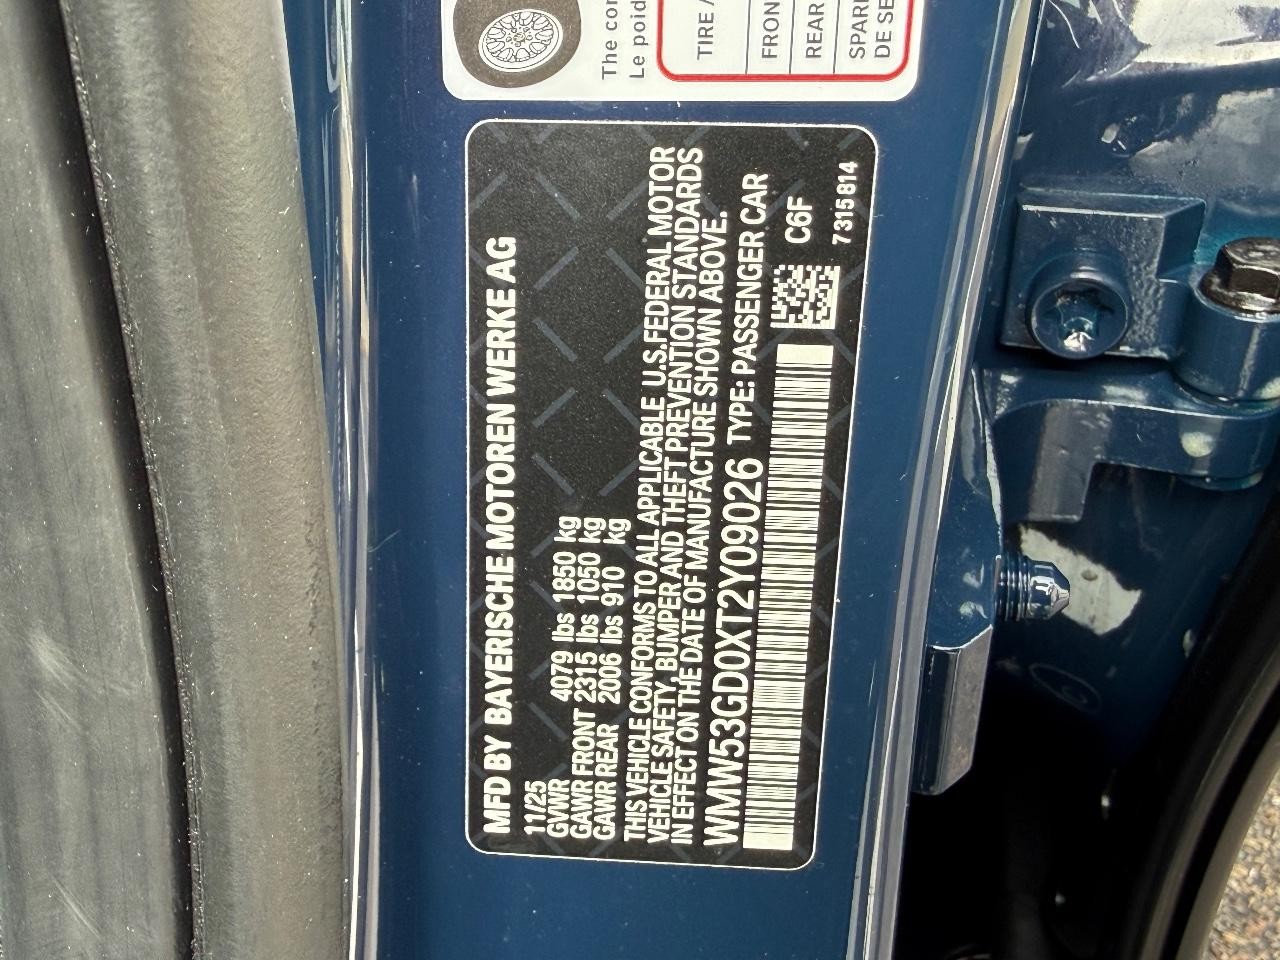 The cor
Le poid
TIRE /
FRON
REAR
SPAR
DE SE
MFD BY BAYERISCHE MOTOREN WERKE AG
11/25
GVWR 4079 lbs 1850 kg
GAWR FRONT 2315 lbs 1050 kg
GAWR REAR 2006 lbs 910 kg
THIS VEHICLE CONFORMS TO ALL APPLICABLE U.S.FEDERAL MOTOR
VEHICLE SAFETY, BUMPER AND THEFT PREVENTION STANDARDS
IN EFFECT ON THE DATE OF MANUFACTURE SHOWN ABOVE.
WMW53GD0XT2Y09026 TYPE: PASSENGER CAR
C6F
7315814